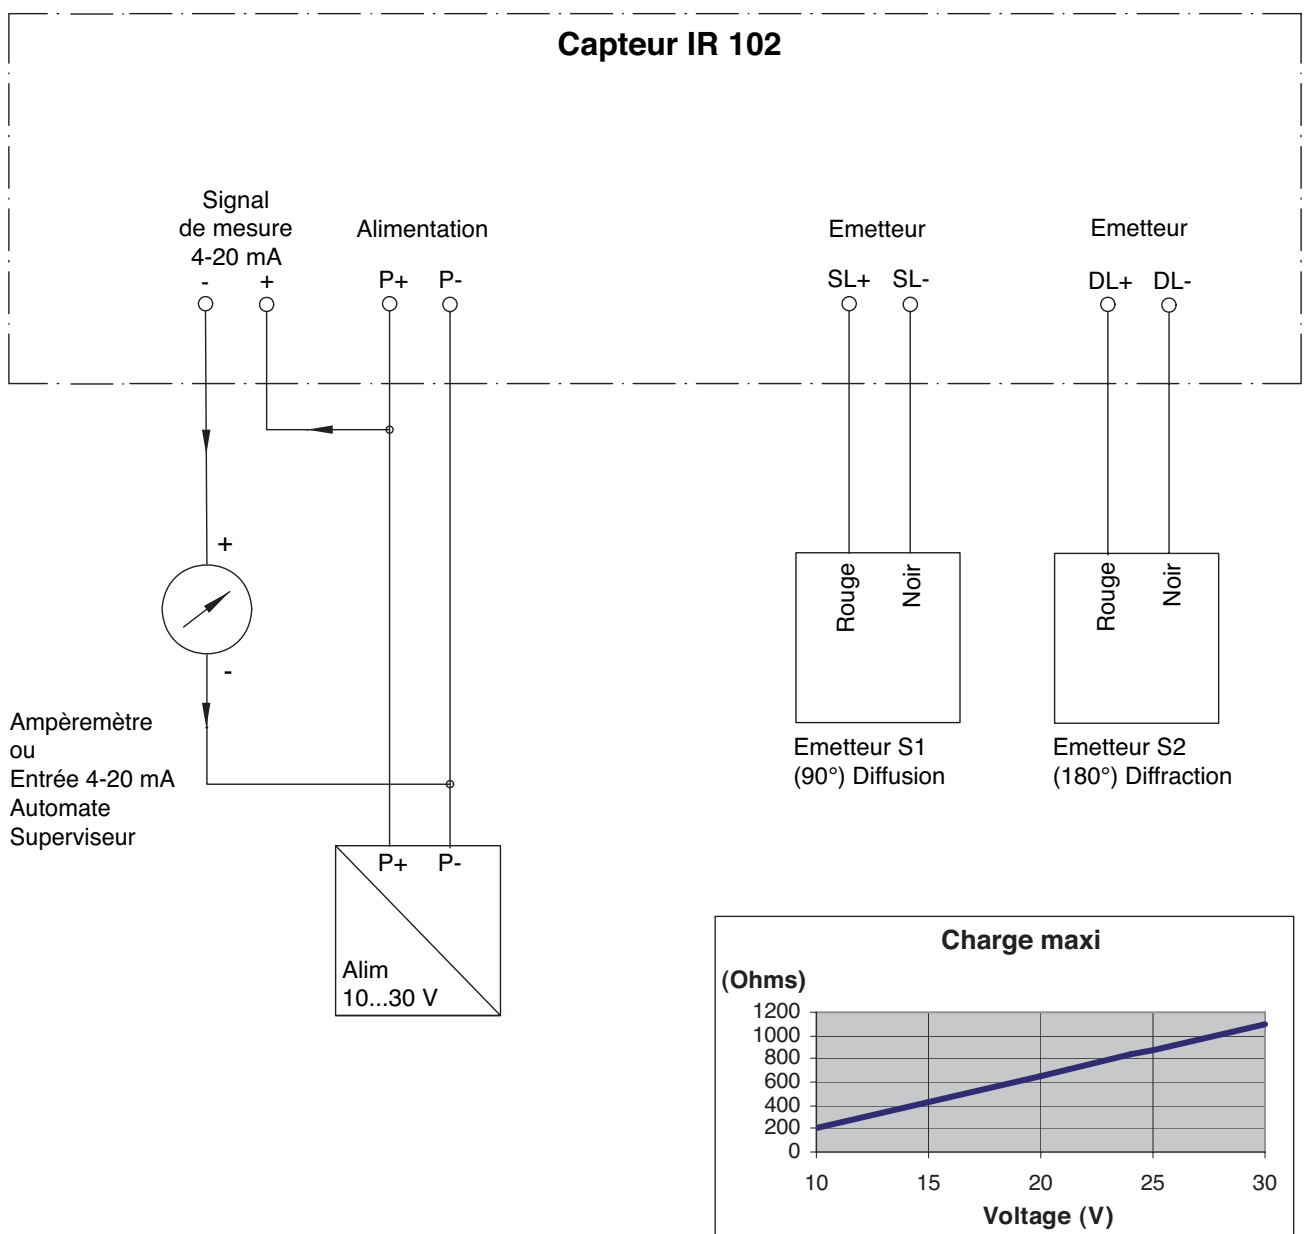 Capteur IR 102
Signal
de mesure
4-20 mA
- +
Alimentation
P+ P-
Emetteur
SL+ SL-
Emetteur
DL+ DL-
+
-
Ampèremètre
ou
Entrée 4-20 mA
Automate
Superviseur
P+ P-
Alim
10...30 V
Rouge
Noir
Emetteur S1
(90°) Diffusion
Rouge
Noir
Emetteur S2
(180°) Diffraction
Charge maxi
(Ohms)
1200
1000
800
600
400
200
0
10 15 20 25 30
Voltage (V)